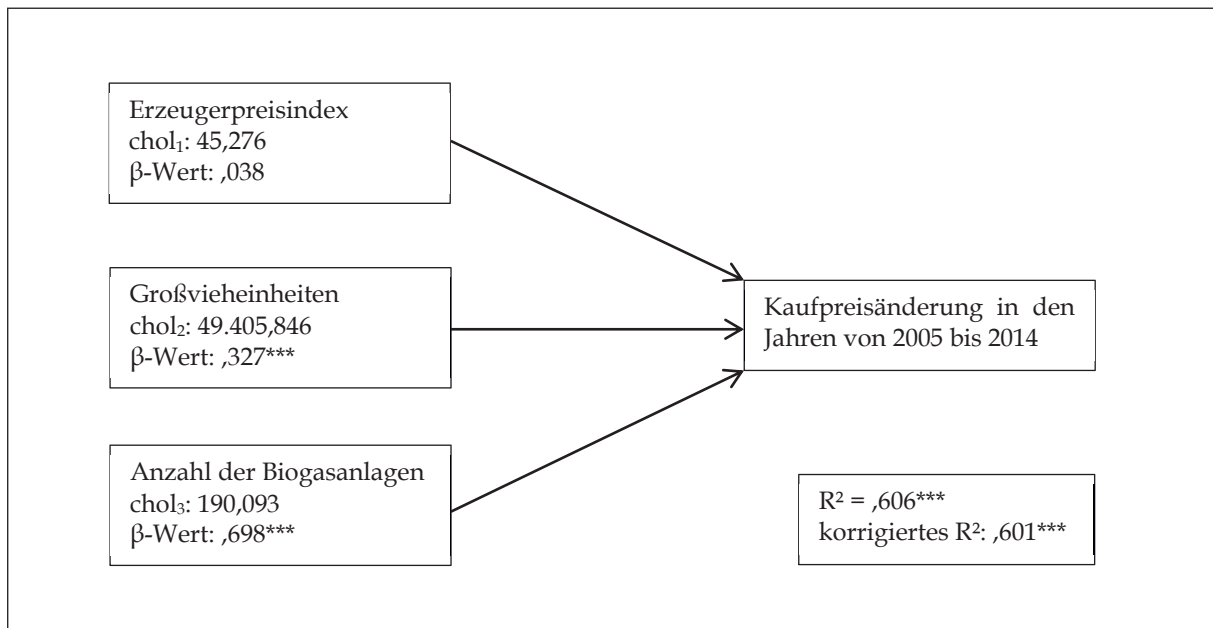 Erzeugerpreisindex
chol₁: 45,276
β-Wert: ,038
Großvieheinheiten
chol₂: 49.405,846
β-Wert: ,327***
Anzahl der Biogasanlagen
chol₃: 190,093
β-Wert: ,698***
Kaufpreisänderung in den
Jahren von 2005 bis 2014
R² = ,606***
korrigiertes R²: ,601***